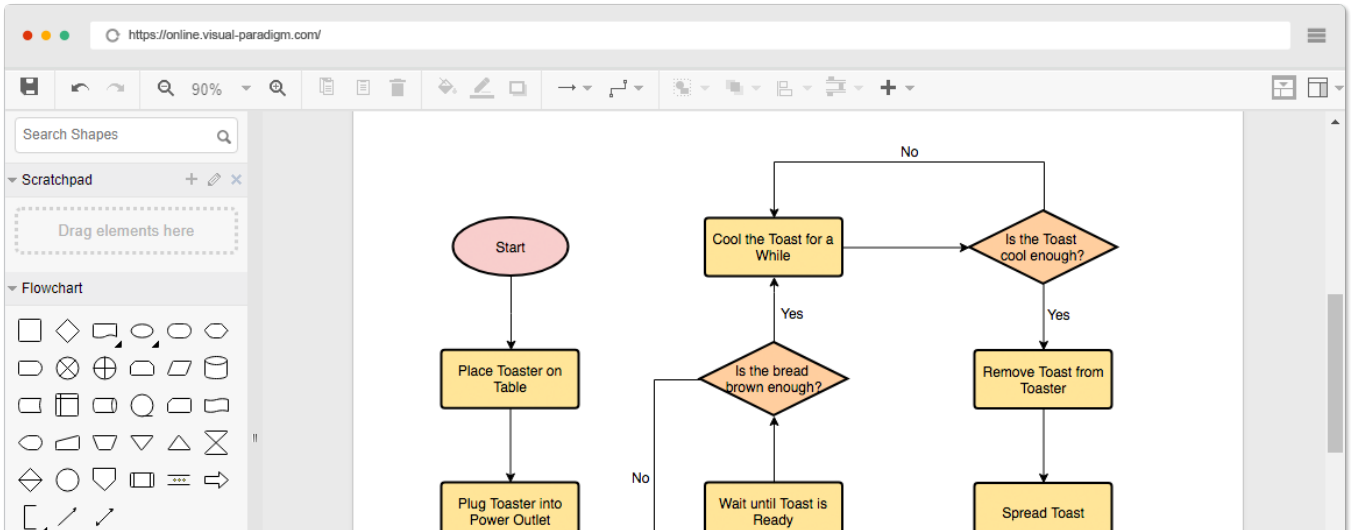 https://online.visual-paradigm.com/
90%
Search Shapes
Scratchpad
Drag elements here
Flowchart
No
Start
Cool the Toast for a
While
Is the Toast
cool enough?
Yes
Yes
Place Toaster on
Table
Is the bread
brown enough?
Remove Toast from
Toaster
No
Plug Toaster into
Power Outlet
Wait until Toast is
Ready
Spread Toast